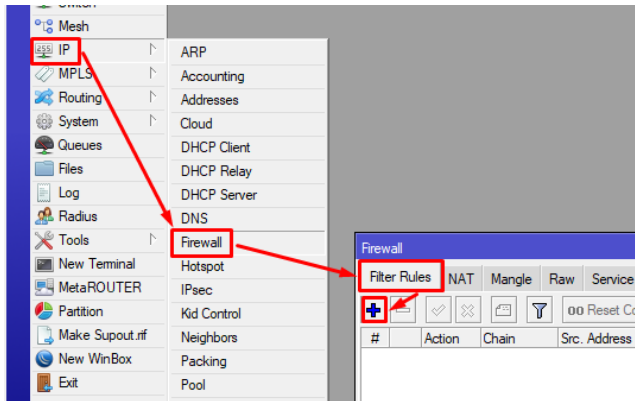 Switch
Mesh
IP
MPLS
Routing
System
Queues
Files
Log
Radius
Tools
New Terminal
MetaROUTER
Partition
Make Supout.rif
New WinBox
Exit
ARP
Accounting
Addresses
Cloud
DHCP Client
DHCP Relay
DHCP Server
DNS
Firewall
Hotspot
IPsec
Kid Control
Neighbors
Packing
Pool
Firewall
Filter Rules NAT Mangle Raw Service
00 Reset Co
# Action Chain Src. Address